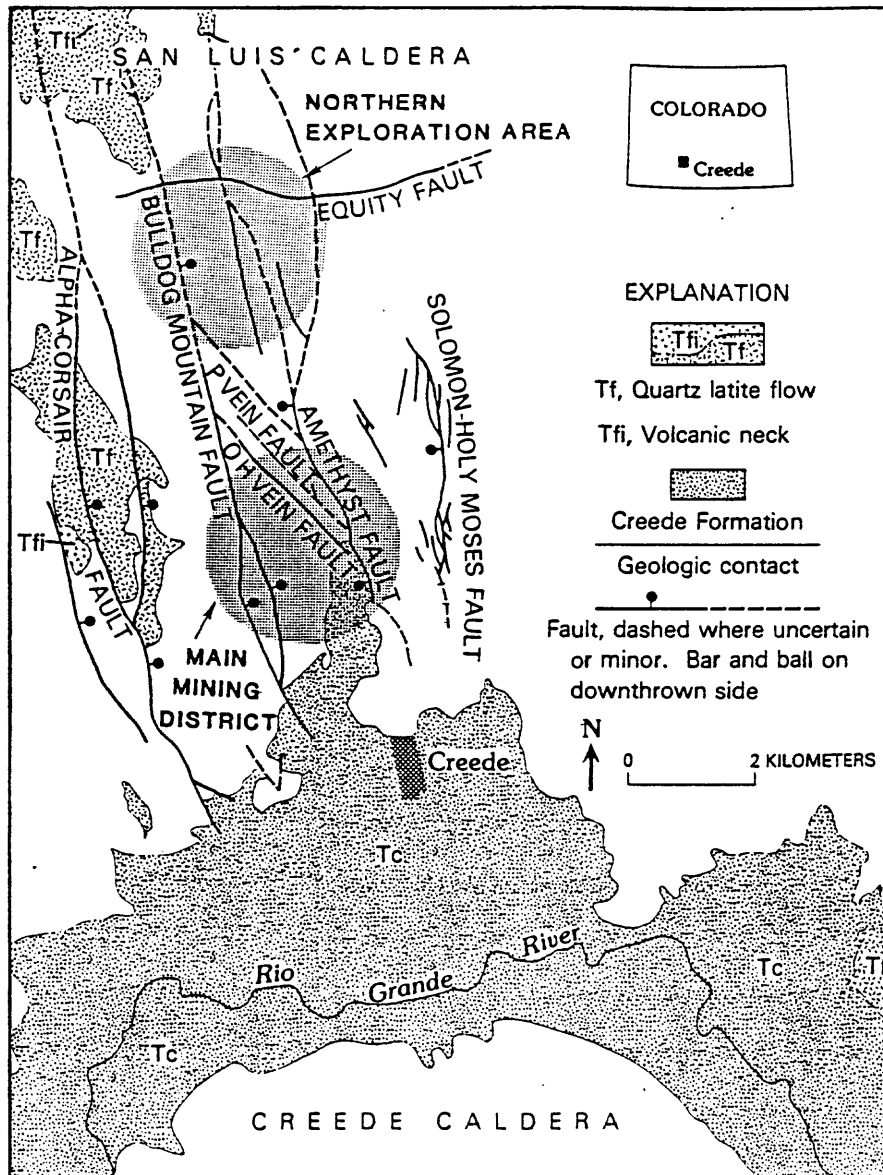 Tfi
Tf
SAN LUIS CALDERA
NORTHERN
EXPLORATION AREA
EQUITY FAULT
COLORADO
Creede
Tf
ALPHA-CORSAIR
FAULT
BULLDOG MOUNTAIN FAULT
P VEIN FAULT
OH VEIN FAULT
AMETHYST FAULT
SOLOMON-HOLY MOSES FAULT
Tf
Tfi
MAIN
MINING
DISTRICT
EXPLANATION
Tfi
Tf
Tf, Quartz latite flow
Tfi, Volcanic neck
Creede Formation
Geologic contact
Fault, dashed where uncertain
or minor. Bar and ball on
downthrown side
N
0 2 KILOMETERS
Creede
Tc
Rio Grande River
Tc
Tc
CREEDE CALDERA